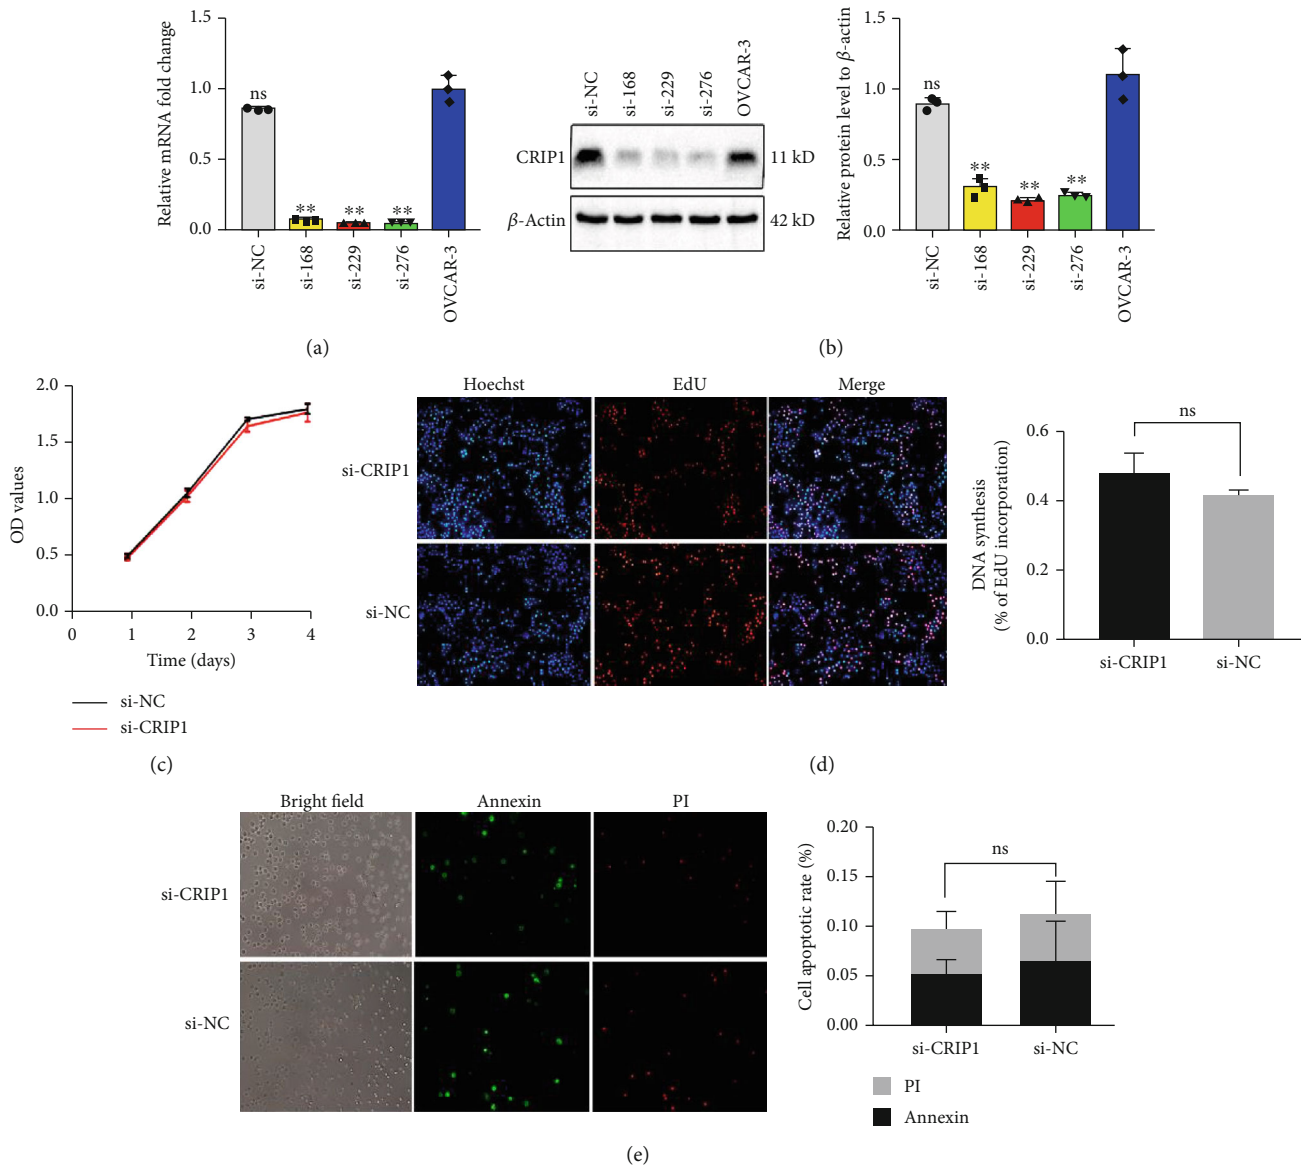 Relative mRNA fold change
1.5
1.0
0.5
0.0
ns
**
**
**
si-NC
si-168
si-229
si-276
OVCAR-3
(a)
si-NC
si-168
si-229
si-276
OVCAR-3
CRIP1
11 kD
β-Actin
42 kD
Relative protein level to β-actin
1.5
1.0
0.5
0.0
ns
**
**
**
si-NC
si-168
si-229
si-276
OVCAR-3
(b)
OD values
2.0
1.5
1.0
0.5
0.0
0
1
2
3
4
Time (days)
si-NC
si-CRIP1
(c)
Hoechst
EdU
Merge
si-CRIP1
si-NC
DNA synthesis
(% of EdU incorporation)
0.6
0.4
0.2
0.0
ns
si-CRIP1
si-NC
(d)
Bright field
Annexin
PI
si-CRIP1
si-NC
Cell apoptotic rate (%)
0.20
0.15
0.10
0.05
0.00
ns
si-CRIP1
si-NC
PI
Annexin
(e)